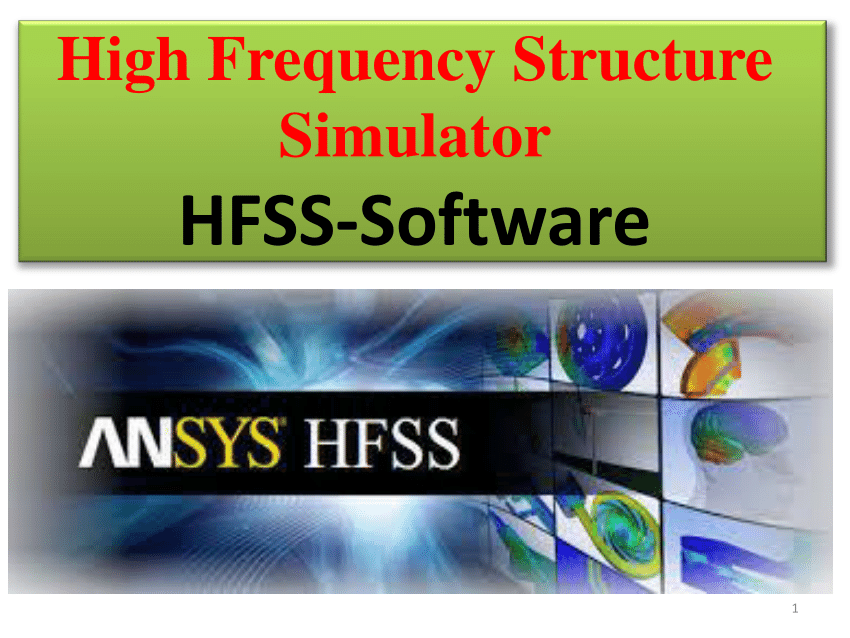 High Frequency Structure
Simulator
HFSS-Software
ANSYS® HFSS
1